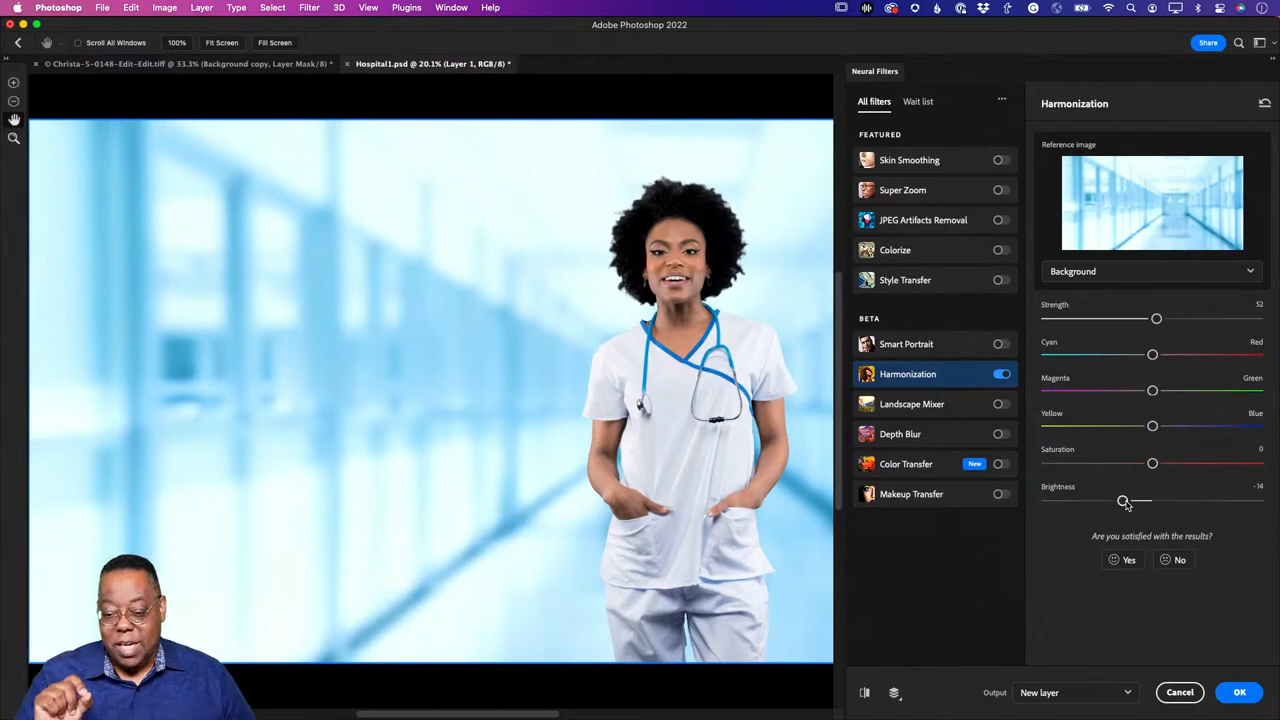 Photoshop File Edit Image Layer Type Select Filter 3D View Plugins Window Help
Adobe Photoshop 2022
Scroll All Windows 100% Fit Screen Fill Screen Share
© Christa-5-0148-Edit-Edit.tiff @ 33.3% (Background copy, Layer Mask/8) * Hospital1.psd @ 20.1% (Layer 1, RGB/8) *
Neural Filters
All filters Wait list
FEATURED
Skin Smoothing
Super Zoom
JPEG Artifacts Removal
Colorize
Style Transfer
BETA
Smart Portrait
Harmonization
Landscape Mixer
Depth Blur
Color Transfer New
Makeup Transfer
Harmonization
Reference image
Background
Strength 52
Cyan Red
Magenta Green
Yellow Blue
Saturation 0
Brightness -14
Are you satisfied with the results?
Yes No
Output New layer Cancel OK